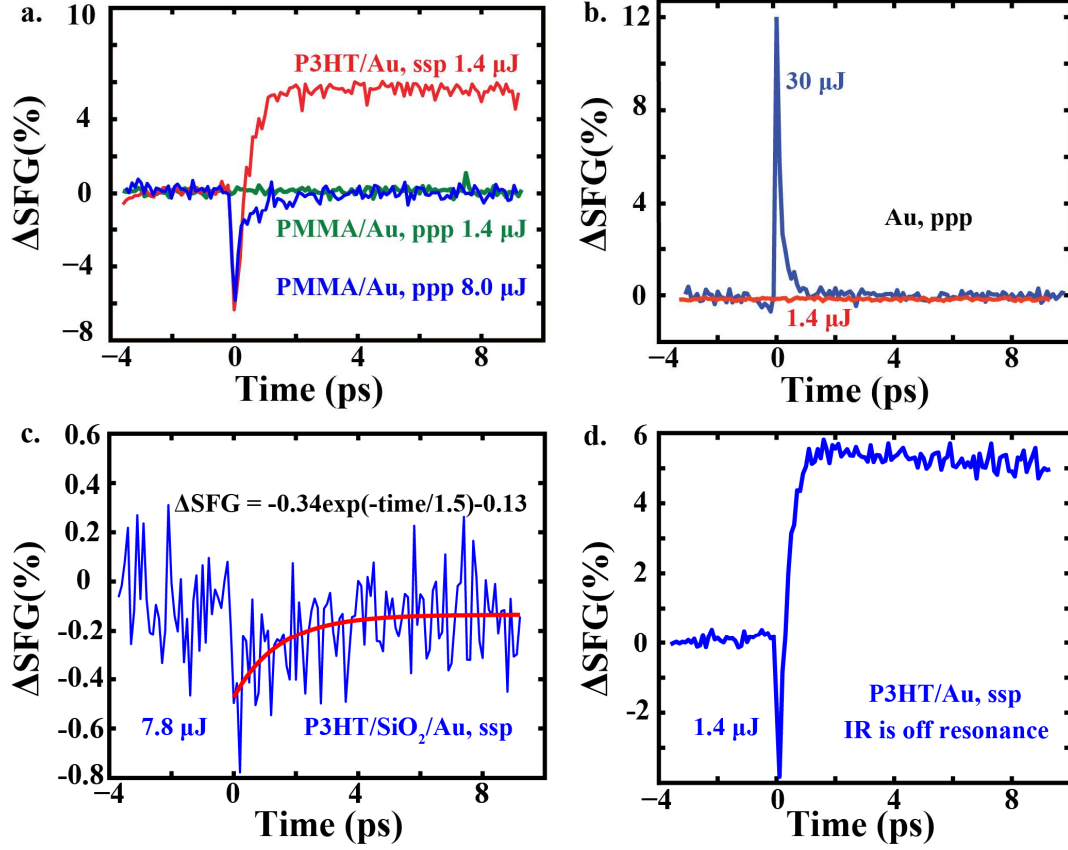 a.
10
4
0
−4
−8
ΔSFG(%)
P3HT/Au, ssp 1.4 μJ
PMMA/Au, ppp 1.4 μJ
PMMA/Au, ppp 8.0 μJ
−4 0 4 8
Time (ps)
b.
12
8
4
0
ΔSFG(%)
30 μJ
Au, ppp
1.4 μJ
−4 0 4 8
Time (ps)
c.
0.6
0.4
0.2
0
-0.2
-0.4
-0.6
-0.8
ΔSFG(%)
ΔSFG = -0.34exp(-time/1.5)-0.13
7.8 μJ
P3HT/SiO₂/Au, ssp
−4 0 4 8
Time (ps)
d.
6
4
2
0
-2
ΔSFG(%)
P3HT/Au, ssp
1.4 μJ
IR is off resonance
−4 0 4 8
Time (ps)